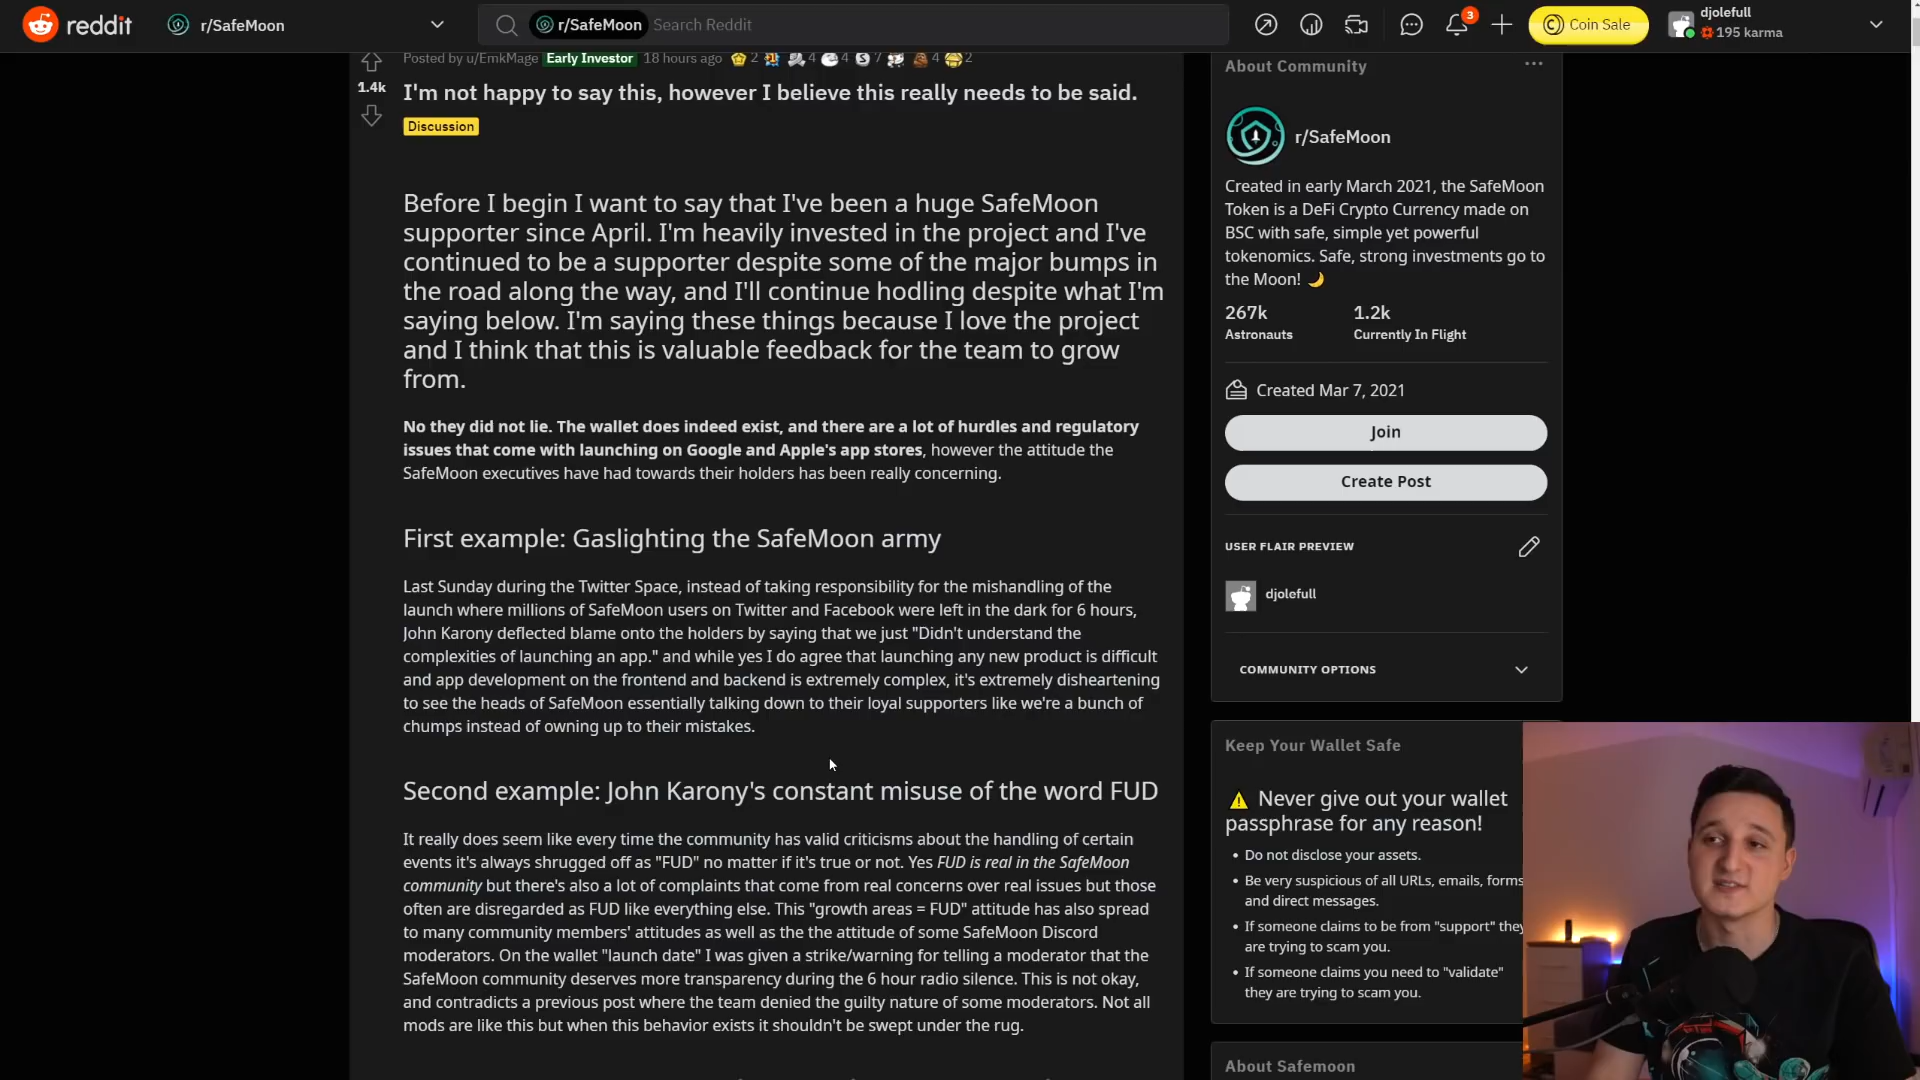 reddit
r/SafeMoon
r/SafeMoon Search Reddit
3
Coin Sale
djolefull
195 karma
Posted by u/EmkMage Early Investor 18 hours ago 2 4 4 7 4 2
1.4k
I'm not happy to say this, however I believe this really needs to be said.
Discussion
Before I begin I want to say that I've been a huge SafeMoon
supporter since April. I'm heavily invested in the project and I've
continued to be a supporter despite some of the major bumps in
the road along the way, and I'll continue hodling despite what I'm
saying below. I'm saying these things because I love the project
and I think that this is valuable feedback for the team to grow
from.
No they did not lie. The wallet does indeed exist, and there are a lot of hurdles and regulatory
issues that come with launching on Google and Apple's app stores, however the attitude the
SafeMoon executives have had towards their holders has been really concerning.
First example: Gaslighting the SafeMoon army
Last Sunday during the Twitter Space, instead of taking responsibility for the mishandling of the
launch where millions of SafeMoon users on Twitter and Facebook were left in the dark for 6 hours,
John Karony deflected blame onto the holders by saying that we just "Didn't understand the
complexities of launching an app." and while yes I do agree that launching any new product is difficult
and app development on the frontend and backend is extremely complex, it's extremely disheartening
to see the heads of SafeMoon essentially talking down to their loyal supporters like we're a bunch of
chumps instead of owning up to their mistakes.
Second example: John Karony's constant misuse of the word FUD
It really does seem like every time the community has valid criticisms about the handling of certain
events it's always shrugged off as "FUD" no matter if it's true or not. Yes FUD is real in the SafeMoon
community but there's also a lot of complaints that come from real concerns over real issues but those
often are disregarded as FUD like everything else. This "growth areas = FUD" attitude has also spread
to many community members' attitudes as well as the the attitude of some SafeMoon Discord
moderators. On the wallet "launch date" I was given a strike/warning for telling a moderator that the
SafeMoon community deserves more transparency during the 6 hour radio silence. This is not okay,
and contradicts a previous post where the team denied the guilty nature of some moderators. Not all
mods are like this but when this behavior exists it shouldn't be swept under the rug.
About Community
r/SafeMoon
Created in early March 2021, the SafeMoon
Token is a DeFi Crypto Currency made on
BSC with safe, simple yet powerful
tokenomics. Safe, strong investments go to
the Moon! 🌙
267k 1.2k
Astronauts Currently In Flight
Created Mar 7, 2021
Join
Create Post
USER FLAIR PREVIEW
djolefull
COMMUNITY OPTIONS
Keep Your Wallet Safe
⚠️ Never give out your wallet
passphrase for any reason!
• Do not disclose your assets.
• Be very suspicious of all URLs, emails, forms
and direct messages.
• If someone claims to be from "support" they
are trying to scam you.
• If someone claims you need to "validate"
they are trying to scam you.
About Safemoon